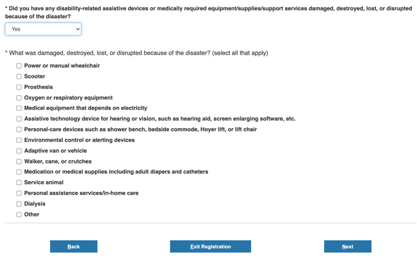 * Did you have any disability-related assistive devices or medically required equipment/supplies/support services damaged, destroyed, lost, or disrupted
because of the disaster?
Yes
* What was damaged, destroyed, lost, or disrupted because of the disaster? (select all that apply)
Power or manual wheelchair
Scooter
Prosthesis
Oxygen or respiratory equipment
Medical equipment that depends on electricity
Assistive technology device for hearing or vision, such as hearing aid, screen enlarging software, etc.
Personal-care devices such as shower bench, bedside commode, Hoyer lift, or lift chair
Environmental control or alerting devices
Adaptive van or vehicle
Walker, cane, or crutches
Medication or medical supplies including adult diapers and catheters
Service animal
Personal assistance services/in-home care
Dialysis
Other
Back Exit Registration Next